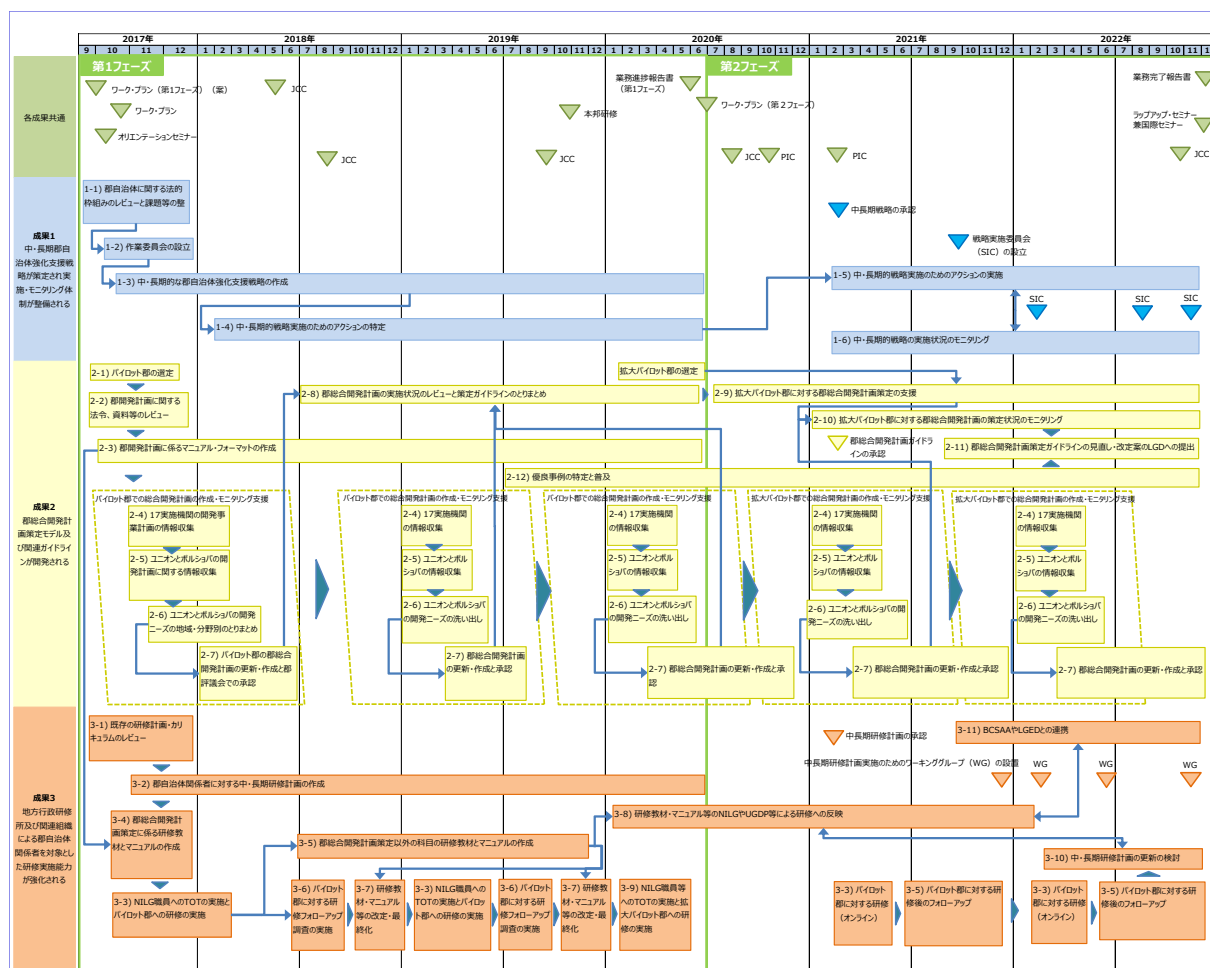 2017年 2018年 2019年 2020年 2021年 2022年
9 10 11 12 1 2 3 4 5 6 7 8 9 10 11 12 1 2 3 4 5 6 7 8 9 10 11 12 1 2 3 4 5 6 7 8 9 10 11 12 1 2 3 4 5 6 7 8 9 10 11 12 1 2 3 4 5 6 7 8 9 10 11
第1フェーズ
第2フェーズ
各成果共通
ワーク・プラン（第1フェーズ）（案）
ワーク・プラン
オリエンテーションセミナー
JCC
JCC
本邦研修
JCC
業務進捗報告書
（第1フェーズ）
ワーク・プラン（第２フェーズ）
JCC
PIC
PIC
業務完了報告書
ラップアップ・セミナー
兼国際セミナー
JCC
成果1
中・長期郡自
治体強化支援戦
略が策定され実
施・モニタリング体
制が整備される
1-1）郡自治体に関する法的
枠組みのレビューと課題等の整
1-2）作業委員会の設立
1-3）中・長期的な郡自治体強化支援戦略の作成
1-4）中・長期的戦略実施のためのアクションの特定
中長期戦略の承認
戦略実施委員会
（SIC）の設立
1-5）中・長期的戦略実施のためのアクションの実施
SIC
SIC
SIC
1-6）中・長期的戦略の実施状況のモニタリング
成果2
郡総合開発計
画策定モデル及
び関連ガイドライ
ンが開発される
2-1）パイロット郡の選定
2-2）郡開発計画に関する
法令、資料等のレビュー
2-3）郡開発計画に係るマニュアル・フォーマットの作成
2-8）郡総合開発計画の実施状況のレビューと策定ガイドラインのとりまとめ
拡大パイロット郡の選定
2-9）拡大パイロット郡に対する郡総合開発計画策定の支援
2-10）拡大パイロット郡に対する郡総合開発計画の策定状況のモニタリング
郡総合開発計画ガイドラ
インの承認
2-11）郡総合開発計画策定ガイドラインの見直し・改定案のLGDへの提出
2-12）優良事例の特定と普及
パイロット郡での総合開発計画の作成・モニタリング支援
2-4）17実施機関の開発事
業計画の情報収集
2-5）ユニオンとポルショバの開
発計画に関する情報収集
2-6）ユニオンとポルショバの開発
ニーズの地域・分野別のとりまとめ
2-7）パイロット郡の郡総合
開発計画の更新・作成と郡
評議会での承認
パイロット郡での総合開発計画の作成・モニタリング支援
2-4）17実施機関
の情報収集
2-5）ユニオンとポル
ショバの情報収集
2-6）ユニオンとポルショバ
の開発ニーズの洗い出し
2-7）郡総合開発計画
の更新・作成と承認
パイロット郡での総合開発計画の作成・モニタリング支援
2-4）17実施機関
の情報収集
2-5）ユニオンとポル
ショバの情報収集
2-6）ユニオンとポルショバ
の開発ニーズの洗い出し
2-7）郡総合開発計画の更新・作成と承
認
拡大パイロット郡での総合開発計画の作成・モニタリング支援
2-4）17実施機関
の情報収集
2-5）ユニオンとポル
ショバの情報収集
2-6）ユニオンとポルショバの開
発ニーズの洗い出し
2-7）郡総合開発計画の更新・作成と承認
拡大パイロット郡での総合開発計画の作成・モニタリング支援
2-4）17実施機関
の情報収集
2-5）ユニオンとポル
ショバの情報収集
2-6）ユニオンとポルショバ
の開発ニーズの洗い出し
2-7）郡総合開発計画の更新・作成と承認
成果3
地方行政研修
所及び関連組織
による郡自治体
関係者を対象とし
た研修実施能力
が強化される
3-1）既存の研修計画・カリ
キュラムのレビュー
3-2）郡自治体関係者に対する中・長期研修計画の作成
3-4）郡総合開発計
画策定に係る研修教
材とマニュアルの作成
3-5）郡総合開発計画策定以外の科目の研修教材とマニュアルの作成
3-3）NILG職員へのTOTの実施と
パイロット郡への研修の実施
3-6）パイロット
郡に対する研
修フォローアップ
調査の実施
3-7）研修教
材・マニュアル
等の改定・最
終化
3-3）NILG職員への
TOTの実施とパイロッ
ト郡への研修の実施
3-6）パイロット
郡に対する研
修フォローアップ
調査の実施
3-7）研修教
材・マニュアル
等の改定・最
終化
3-9）NILG職員等
へのTOTの実施と拡
大パイロット郡への研
修の実施
中長期研修計画の承認
3-11）BCSAAやLGEDとの連携
中長期研修計画実施のためのワーキンググループ（WG）の設置
WG
WG
WG
3-8）研修教材・マニュアル等のNILGやUGDP等による研修への反映
3-10）中・長期研修計画の更新の検討
3-3）パイロット
郡に対する研修
（オンライン）
3-5）パイロット郡に対する研
修後のフォローアップ
3-3）パイロット
郡に対する研修
（オンライン）
3-5）パイロット郡に対する研
修後のフォローアップ